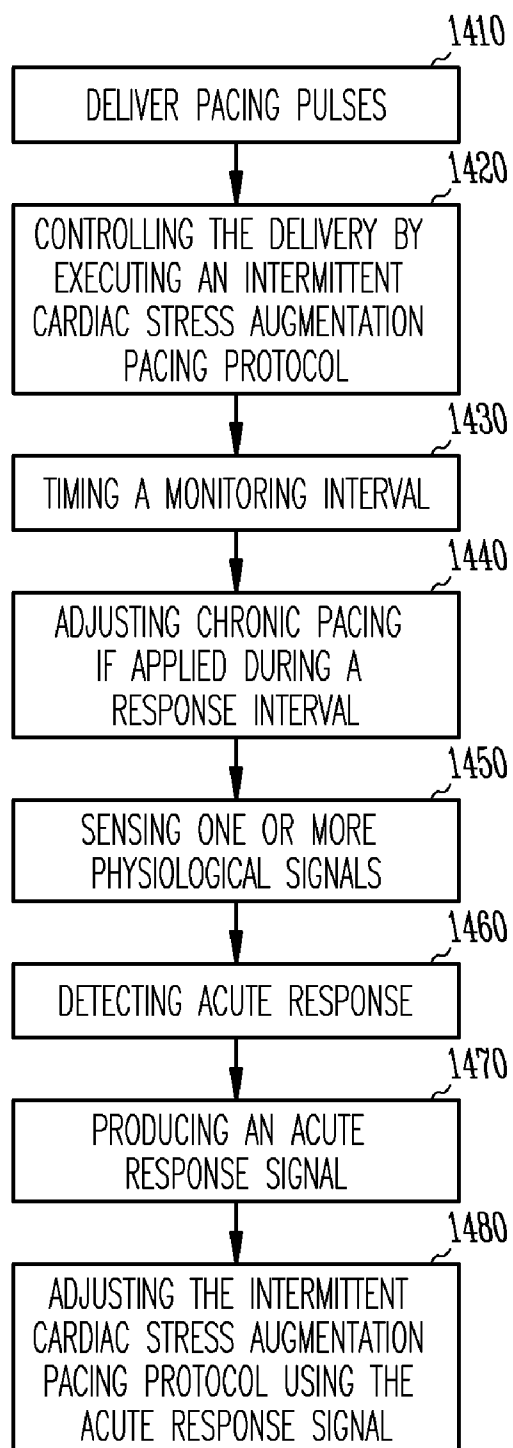 1410
DELIVER PACING PULSES
1420
CONTROLLING THE DELIVERY BY
EXECUTING AN INTERMITTENT
CARDIAC STRESS AUGMENTATION
PACING PROTOCOL
1430
TIMING A MONITORING INTERVAL
1440
ADJUSTING CHRONIC PACING
IF APPLIED DURING A
RESPONSE INTERVAL
1450
SENSING ONE OR MORE
PHYSIOLOGICAL SIGNALS
1460
DETECTING ACUTE RESPONSE
1470
PRODUCING AN ACUTE
RESPONSE SIGNAL
1480
ADJUSTING THE INTERMITTENT
CARDIAC STRESS AUGMENTATION
PACING PROTOCOL USING THE
ACUTE RESPONSE SIGNAL